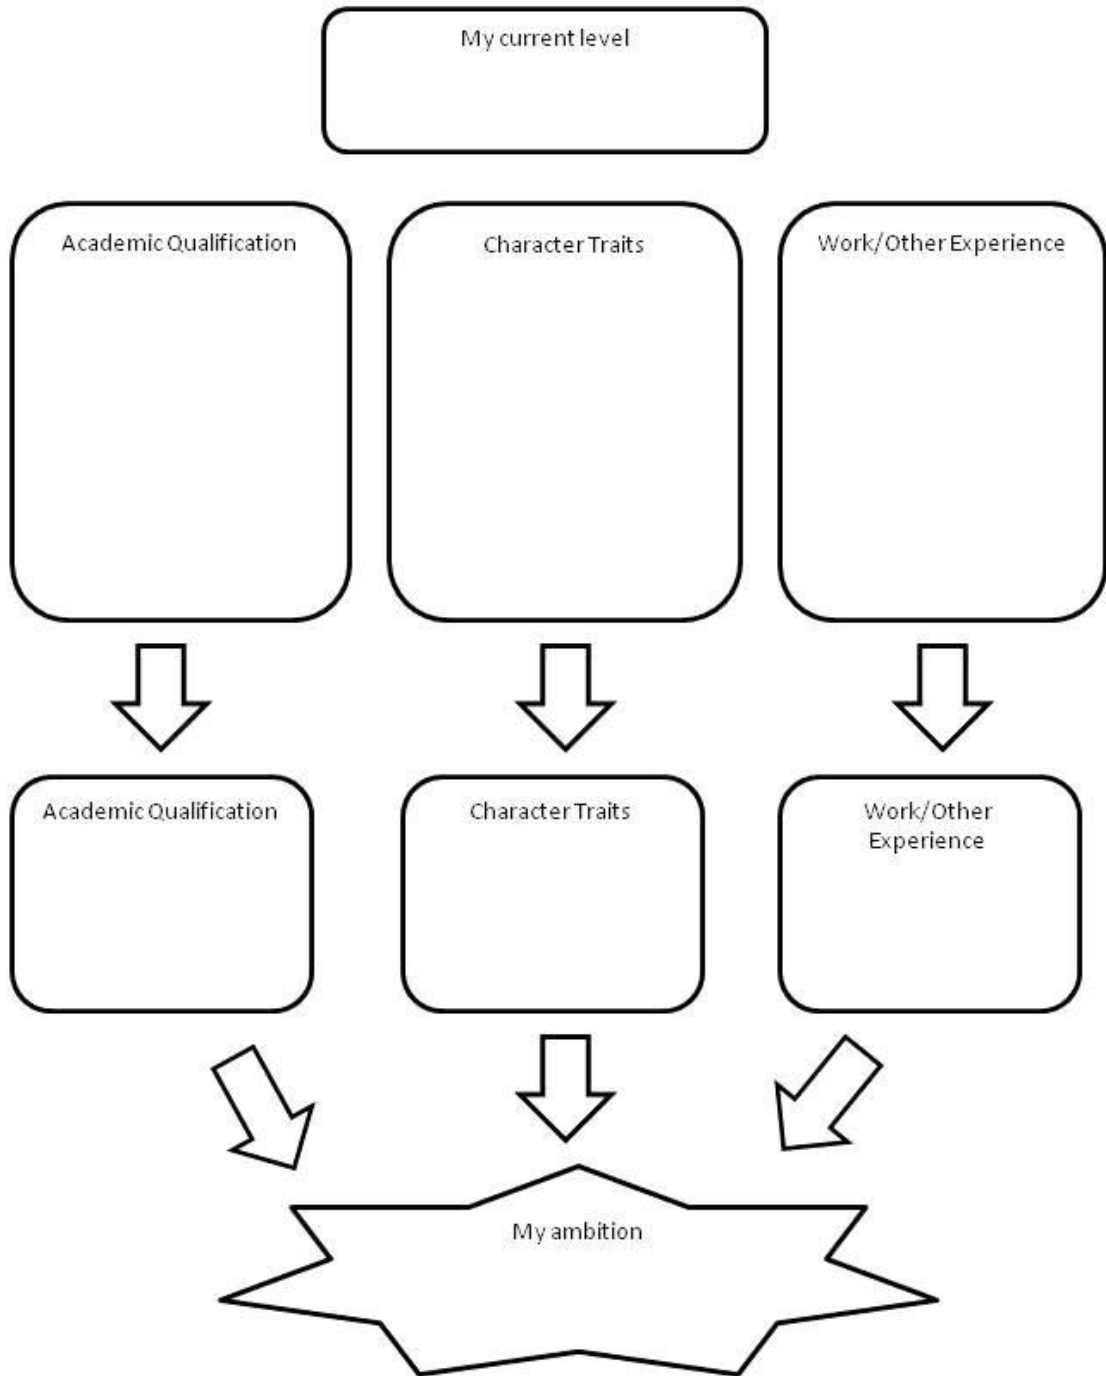 My current level
Academic Qualification
Character Traits
Work/Other Experience
Academic Qualification
Character Traits
Work/Other
Experience
My ambition